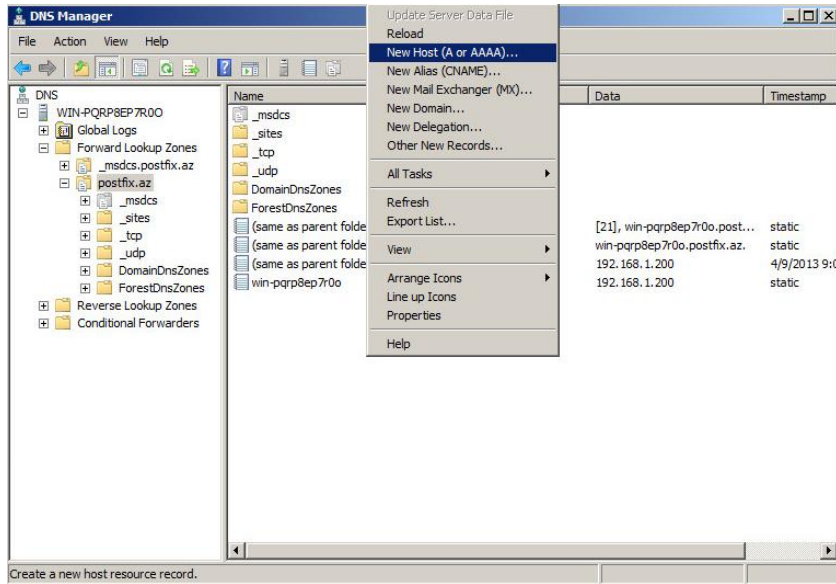 DNS Manager
File Action View Help
DNS
WIN-PQRP8EP7R0O
Global Logs
Forward Lookup Zones
_msdcs.postfix.az
postfix.az
_msdcs
_sites
_tcp
_udp
DomainDnsZones
ForestDnsZones
Reverse Lookup Zones
Conditional Forwarders
Name
_msdcs
_sites
_tcp
_udp
DomainDnsZones
ForestDnsZones
(same as parent folde
(same as parent folde
(same as parent folde
win-pqrp8ep7r0o
Update Server Data File
Reload
New Host (A or AAAA)...
New Alias (CNAME)...
New Mail Exchanger (MX)...
New Domain...
New Delegation...
Other New Records...
All Tasks
Refresh
Export List...
View
Arrange Icons
Line up Icons
Properties
Help
Data Timestamp
[21], win-pqrp8ep7r0o.post... static
win-pqrp8ep7r0o.postfix.az. static
192.168.1.200 4/9/2013 9:0
192.168.1.200 static
Create a new host resource record.